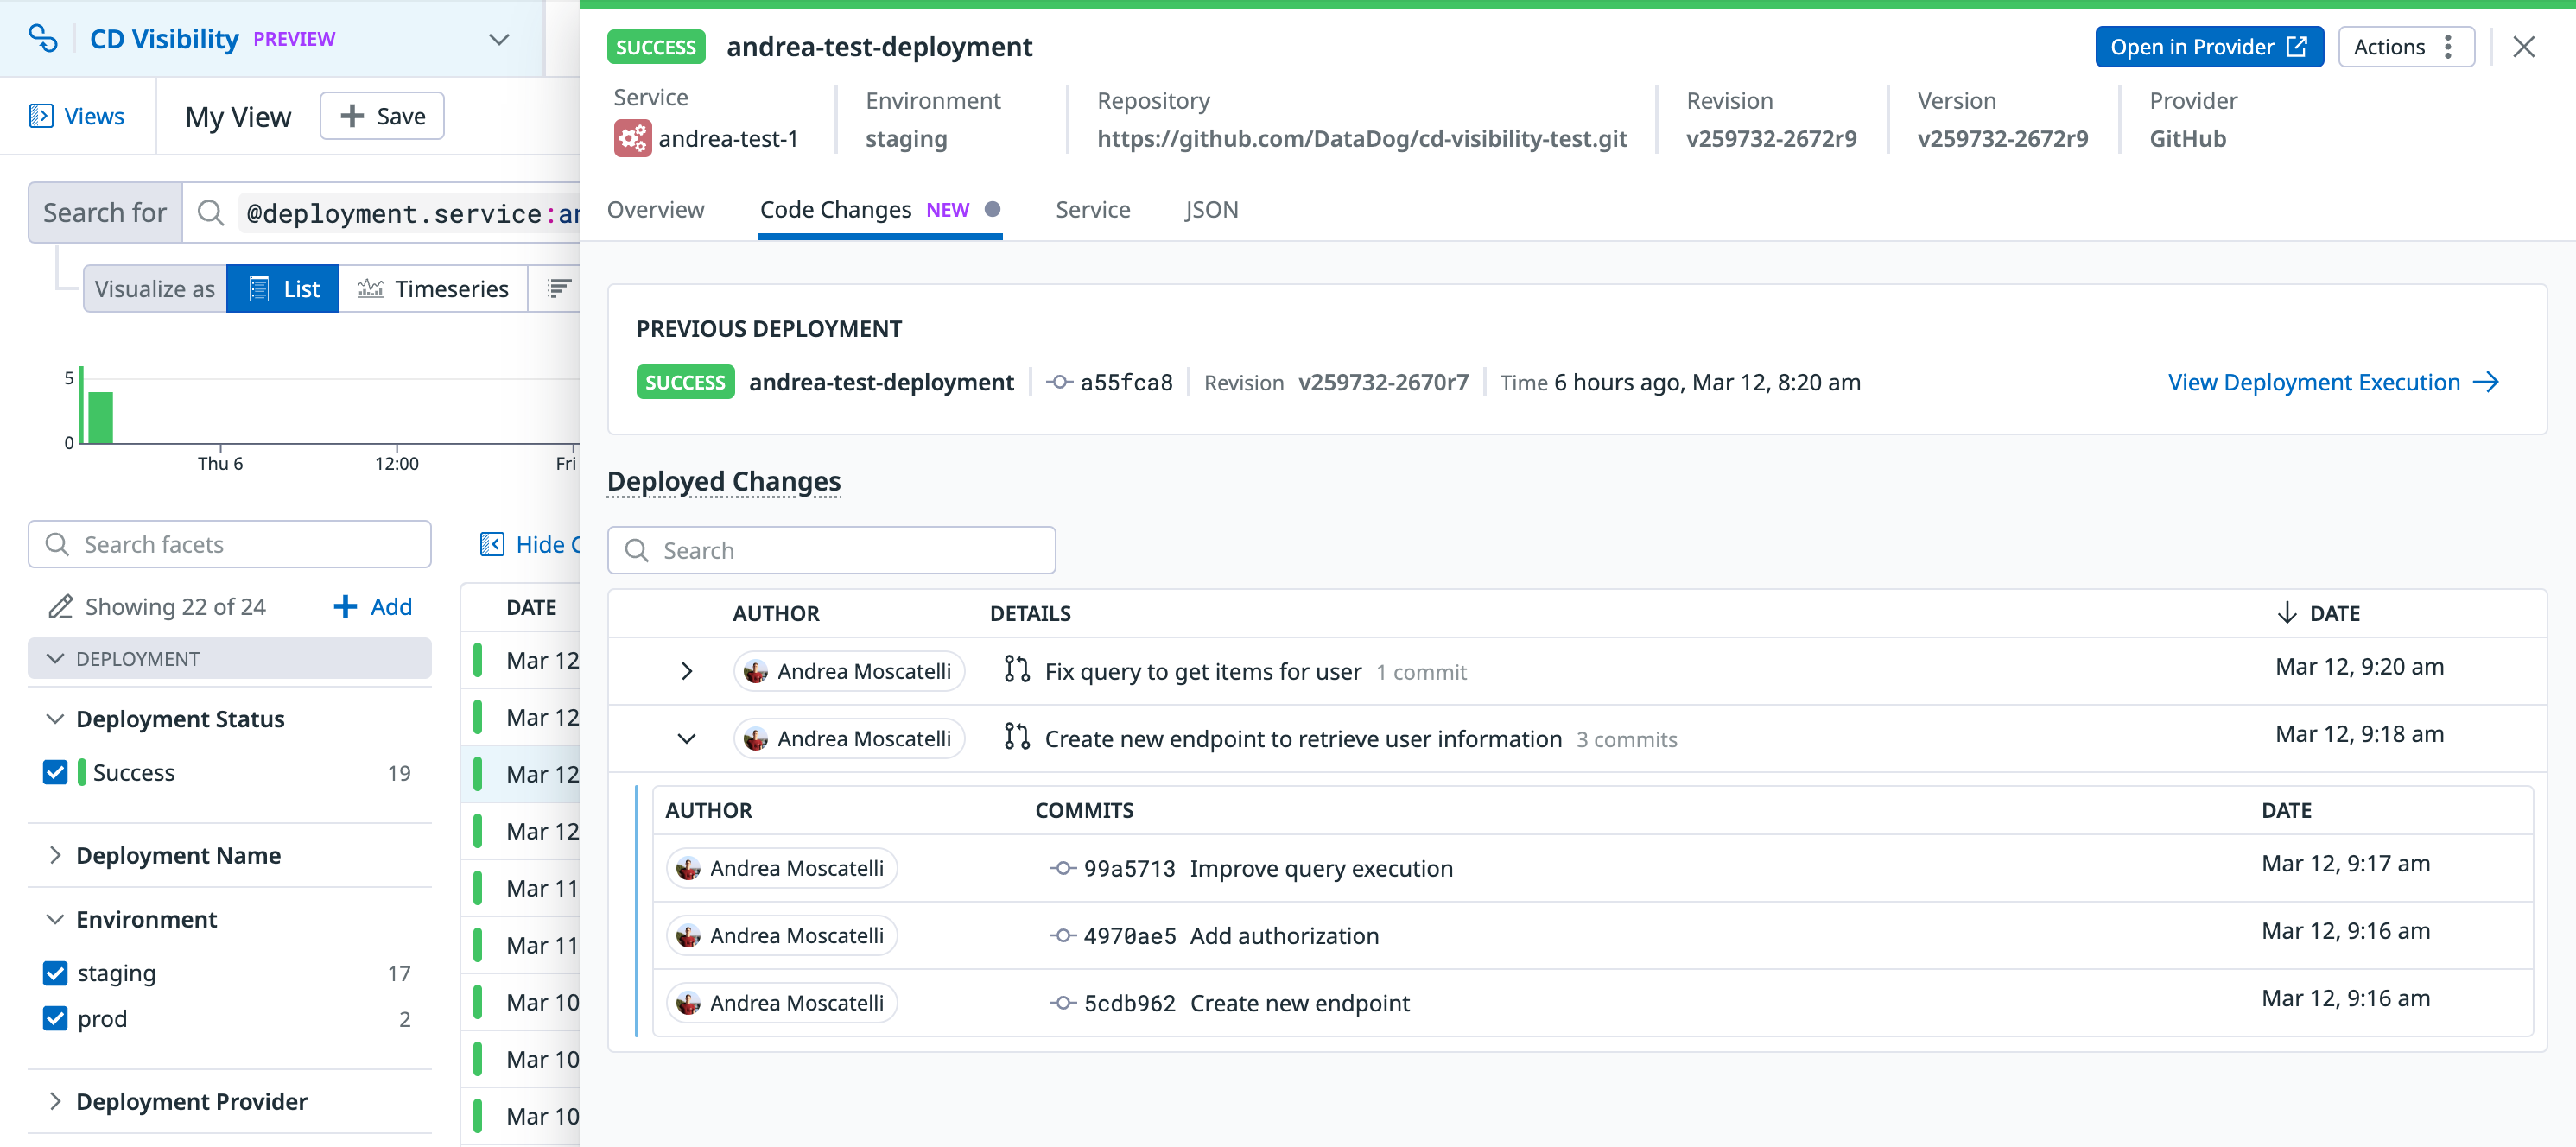 CD Visibility PREVIEW
Views
My View
Save
Search for
@deployment.service:
Visualize as
List
Timeseries
5
0
Thu 6
12:00
Fri
Search facets
Showing 22 of 24
Add
DEPLOYMENT
Deployment Status
Success 19
Deployment Name
Environment
staging 17
prod 2
Deployment Provider
Hide
DATE
Mar 12
Mar 12
Mar 12
Mar 12
Mar 11
Mar 11
Mar 10
Mar 10
Mar 10
SUCCESS andrea-test-deployment
Open in Provider
Actions
Service
andrea-test-1
Environment
staging
Repository
https://github.com/DataDog/cd-visibility-test.git
Revision
v259732-2672r9
Version
v259732-2672r9
Provider
GitHub
Overview
Code Changes NEW
Service
JSON
PREVIOUS DEPLOYMENT
SUCCESS andrea-test-deployment a55fca8 Revision v259732-2670r7 Time 6 hours ago, Mar 12, 8:20 am
View Deployment Execution
Deployed Changes
Search
AUTHOR DETAILS DATE
Andrea Moscatelli Fix query to get items for user 1 commit Mar 12, 9:20 am
Andrea Moscatelli Create new endpoint to retrieve user information 3 commits Mar 12, 9:18 am
AUTHOR COMMITS DATE
Andrea Moscatelli 99a5713 Improve query execution Mar 12, 9:17 am
Andrea Moscatelli 4970ae5 Add authorization Mar 12, 9:16 am
Andrea Moscatelli 5cdb962 Create new endpoint Mar 12, 9:16 am